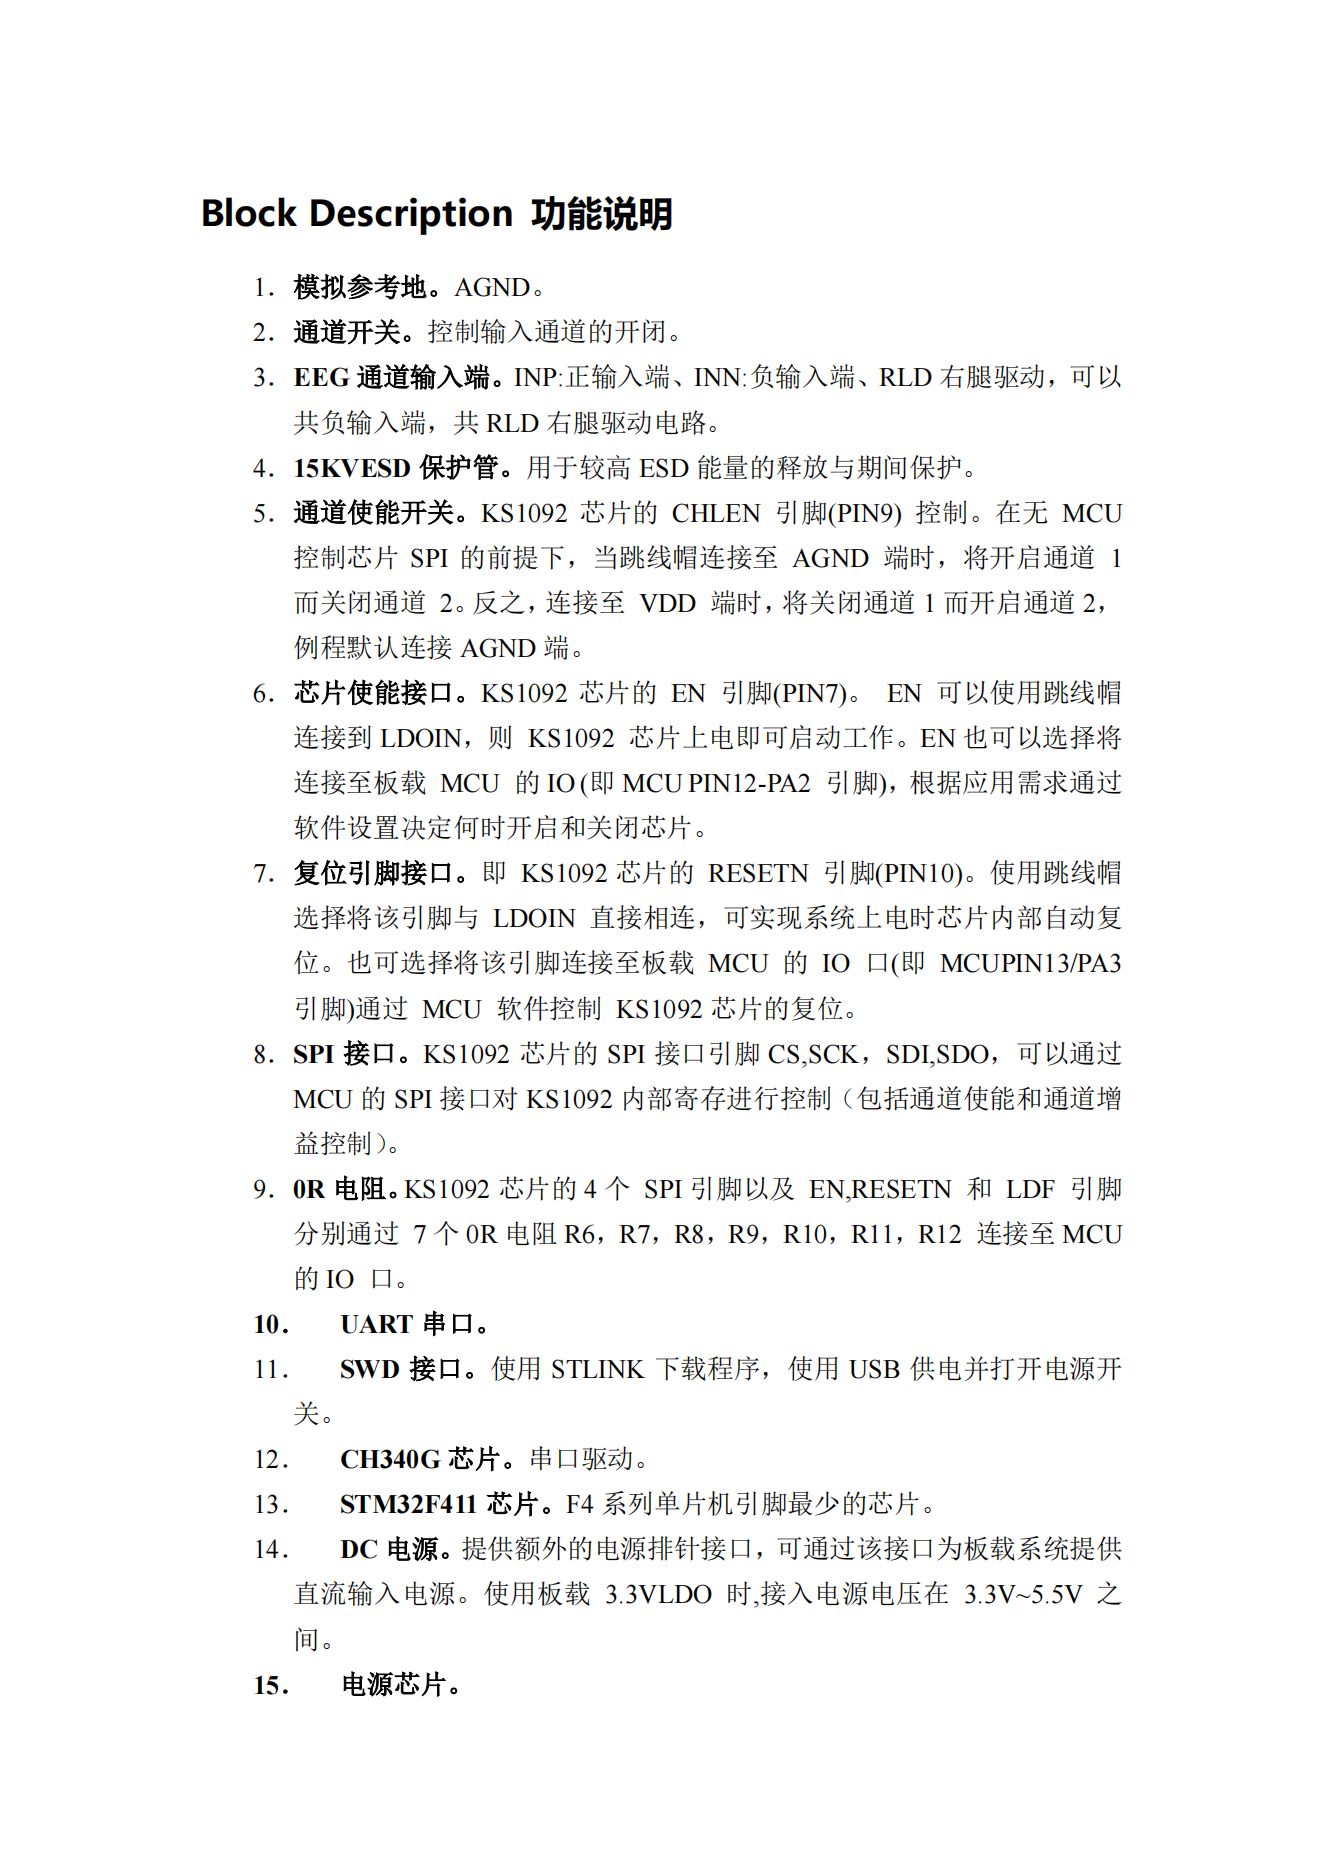 Block Description 功能说明
1. 模拟参考地。AGND。
2. 通道开关。控制输入通道的开闭。
3. EEG 通道输入端。INP:正输入端、INN:负输入端、RLD 右腿驱动，可以
共负输入端，共 RLD 右腿驱动电路。
4. 15KVESD 保护管。用于较高 ESD 能量的释放与期间保护。
5. 通道使能开关。KS1092 芯片的 CHLEN 引脚(PIN9) 控制。在无 MCU
控制芯片 SPI 的前提下，当跳线帽连接至 AGND 端时，将开启通道 1
而关闭通道 2。反之，连接至 VDD 端时，将关闭通道 1 而开启通道 2，
例程默认连接 AGND 端。
6. 芯片使能接口。KS1092 芯片的 EN 引脚(PIN7)。 EN 可以使用跳线帽
连接到 LDOIN，则 KS1092 芯片上电即可启动工作。EN 也可以选择将
连接至板载 MCU 的 IO (即 MCU PIN12-PA2 引脚)，根据应用需求通过
软件设置决定何时开启和关闭芯片。
7. 复位引脚接口。即 KS1092 芯片的 RESETN 引脚(PIN10)。使用跳线帽
选择将该引脚与 LDOIN 直接相连，可实现系统上电时芯片内部自动复
位。也可选择将该引脚连接至板载 MCU 的 IO 口(即 MCUPIN13/PA3
引脚)通过 MCU 软件控制 KS1092 芯片的复位。
8. SPI 接口。KS1092 芯片的 SPI 接口引脚 CS,SCK，SDI,SDO，可以通过
MCU 的 SPI 接口对 KS1092 内部寄存进行控制（包括通道使能和通道增
益控制）。
9. 0R 电阻。KS1092 芯片的 4 个 SPI 引脚以及 EN,RESETN 和 LDF 引脚
分别通过 7 个 0R 电阻 R6，R7，R8，R9，R10，R11，R12 连接至 MCU
的 IO 口。
10. UART 串口。
11. SWD 接口。使用 STLINK 下载程序，使用 USB 供电并打开电源开
关。
12. CH340G 芯片。串口驱动。
13. STM32F411 芯片。F4 系列单片机引脚最少的芯片。
14. DC 电源。提供额外的电源排针接口，可通过该接口为板载系统提供
直流输入电源。使用板载 3.3VLDO 时,接入电源电压在 3.3V~5.5V 之
间。
15. 电源芯片。